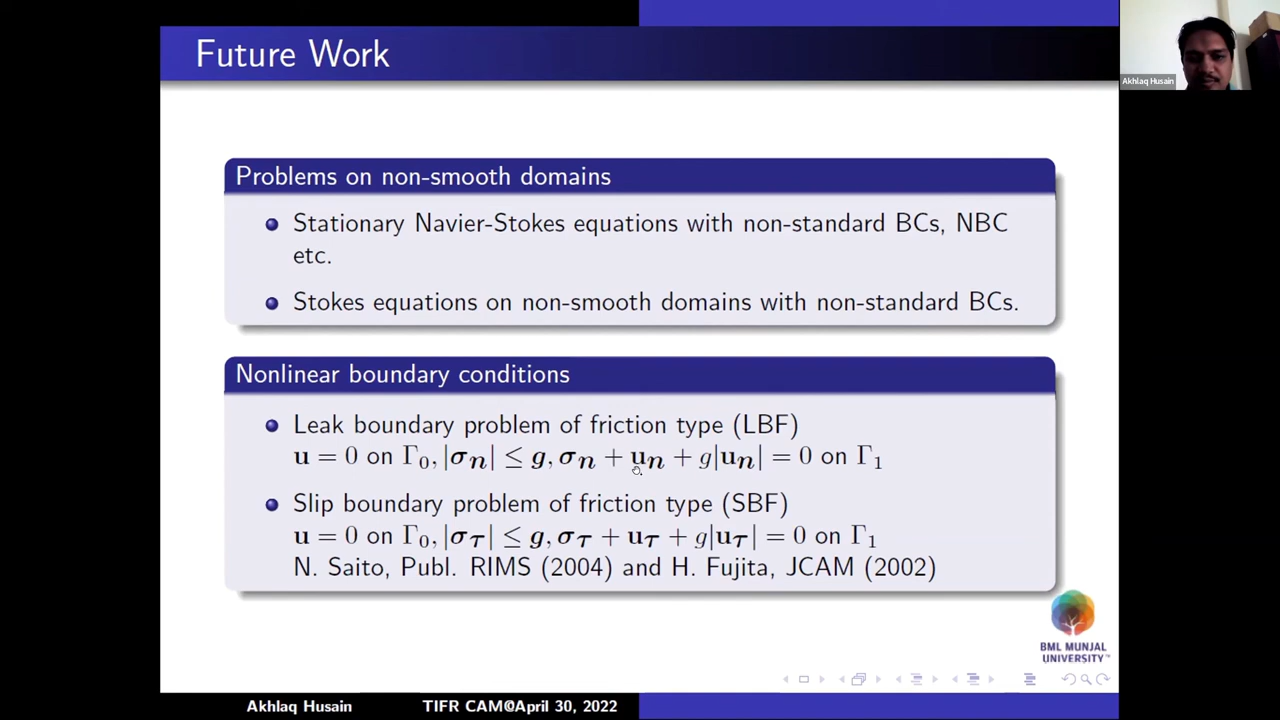 Future Work
Akhlaq Husain
Problems on non-smooth domains
Stationary Navier-Stokes equations with non-standard BCs, NBC
etc.
Stokes equations on non-smooth domains with non-standard BCs.
Nonlinear boundary conditions
Leak boundary problem of friction type (LBF)
u = 0 on Γ₀, |σₙ| ≤ g, σₙ + uₙ + g|uₙ| = 0 on Γ₁
Slip boundary problem of friction type (SBF)
u = 0 on Γ₀, |σ_τ| ≤ g, σ_τ + u_τ + g|u_τ| = 0 on Γ₁
N. Saito, Publ. RIMS (2004) and H. Fujita, JCAM (2002)
BML MUNJAL
UNIVERSITY™
Akhlaq Husain
TIFR CAM@April 30, 2022